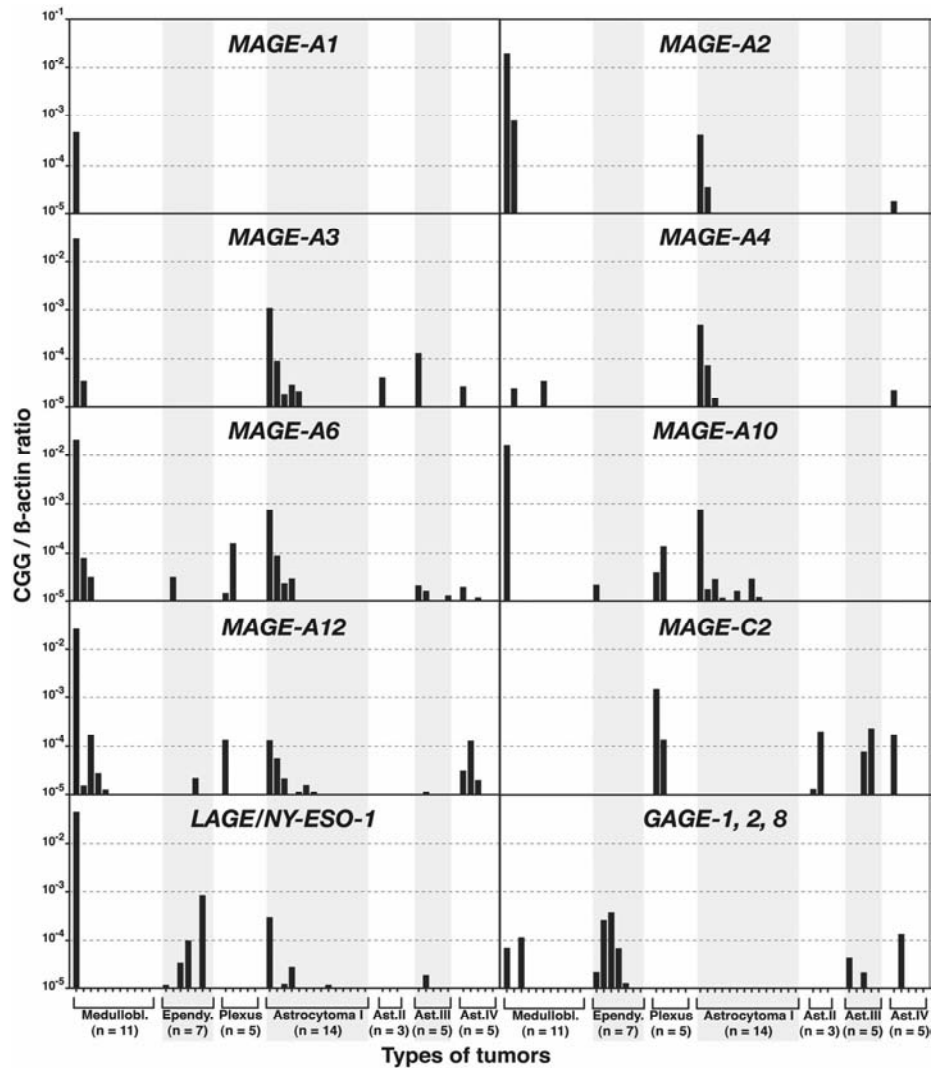 MAGE-A1
MAGE-A2
10-1
10-2
10-3
10-4
10-5
MAGE-A3
MAGE-A4
10-2
10-3
10-4
10-5
MAGE-A6
MAGE-A10
10-2
10-3
10-4
10-5
MAGE-A12
MAGE-C2
10-2
10-3
10-4
10-5
LAGE/NY-ESO-1
GAGE-1, 2, 8
10-2
10-3
10-4
10-5
CGG / ß-actin ratio
Medullobl. Ependy. Plexus Astrocytoma I Ast.II Ast.III Ast.IV Medullobl. Ependy. Plexus Astrocytoma I Ast.II Ast.III Ast.IV
(n = 11) (n = 7) (n = 5) (n = 14) (n = 3) (n = 5) (n = 5) (n = 11) (n = 7) (n = 5) (n = 14) (n = 3) (n = 5) (n = 5)
Types of tumors